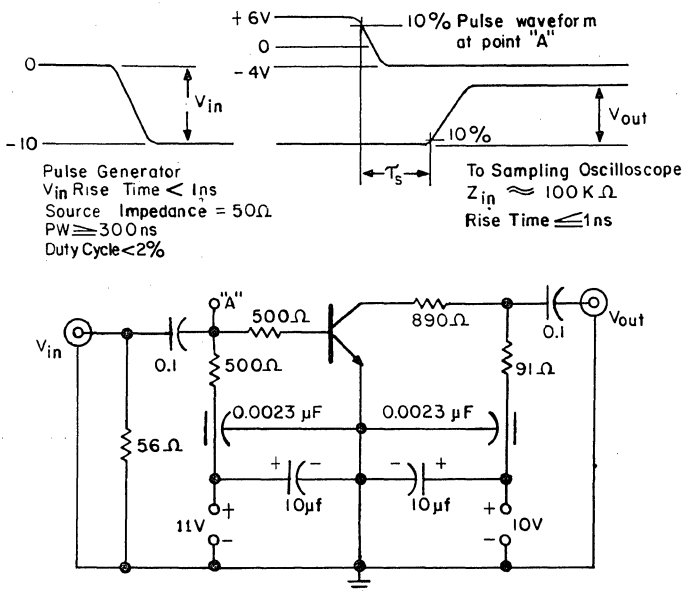 +6V
10% Pulse waveform
at point "A"
0
-4V
0
Vin
-10
10%
Vout
τs
Pulse Generator
Vin Rise Time < 1ns
Source Impedance = 50Ω
PW ≧ 300ns
Duty Cycle < 2%
To Sampling Oscilloscope
Zin ≈ 100 K Ω
Rise Time ≦ 1ns
"A"
500Ω
890Ω
Vin
0.1
500Ω
0.1
Vout
91Ω
0.0023 μF
0.0023 μF
56Ω
+ - - +
10μf
10μf
11V
+
-
+
-
10V